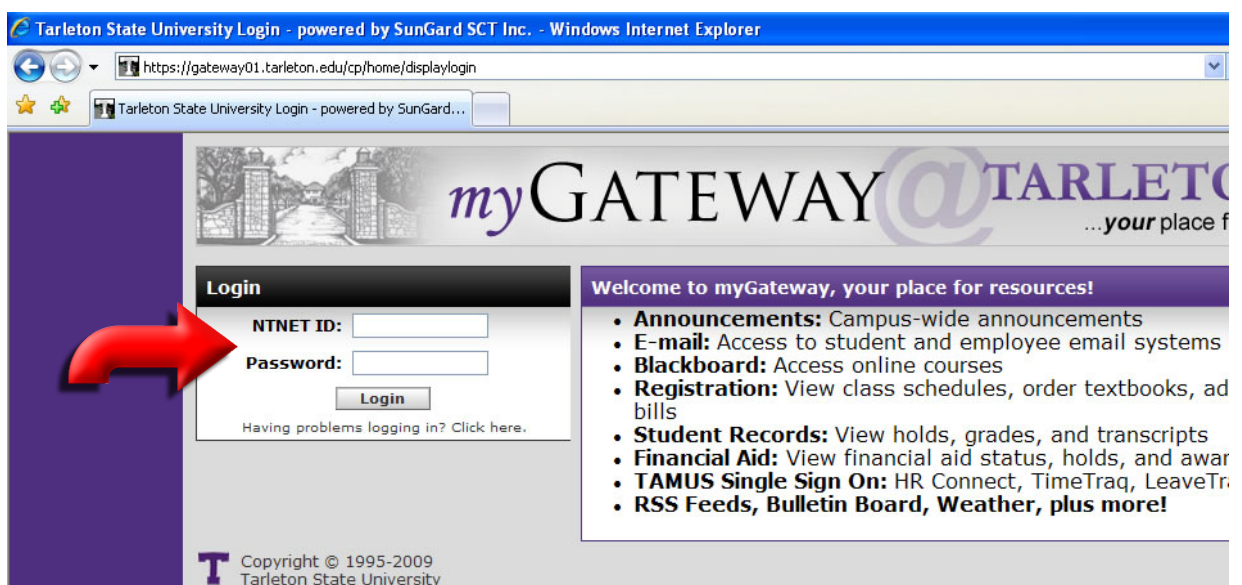 Tarleton State University Login - powered by SunGard SCT Inc. - Windows Internet Explorer
https://gateway01.tarleton.edu/cp/home/displaylogin
Tarleton State University Login - powered by SunGard...
myGATEWAY@TARLETO
...your place f
Login
NTNET ID:
Password:
Login
Having problems logging in? Click here.
Welcome to myGateway, your place for resources!
• Announcements: Campus-wide announcements
• E-mail: Access to student and employee email systems
• Blackboard: Access online courses
• Registration: View class schedules, order textbooks, ad
bills
• Student Records: View holds, grades, and transcripts
• Financial Aid: View financial aid status, holds, and awar
• TAMUS Single Sign On: HR Connect, TimeTraq, LeaveTr
• RSS Feeds, Bulletin Board, Weather, plus more!
T
Copyright © 1995-2009
Tarleton State University